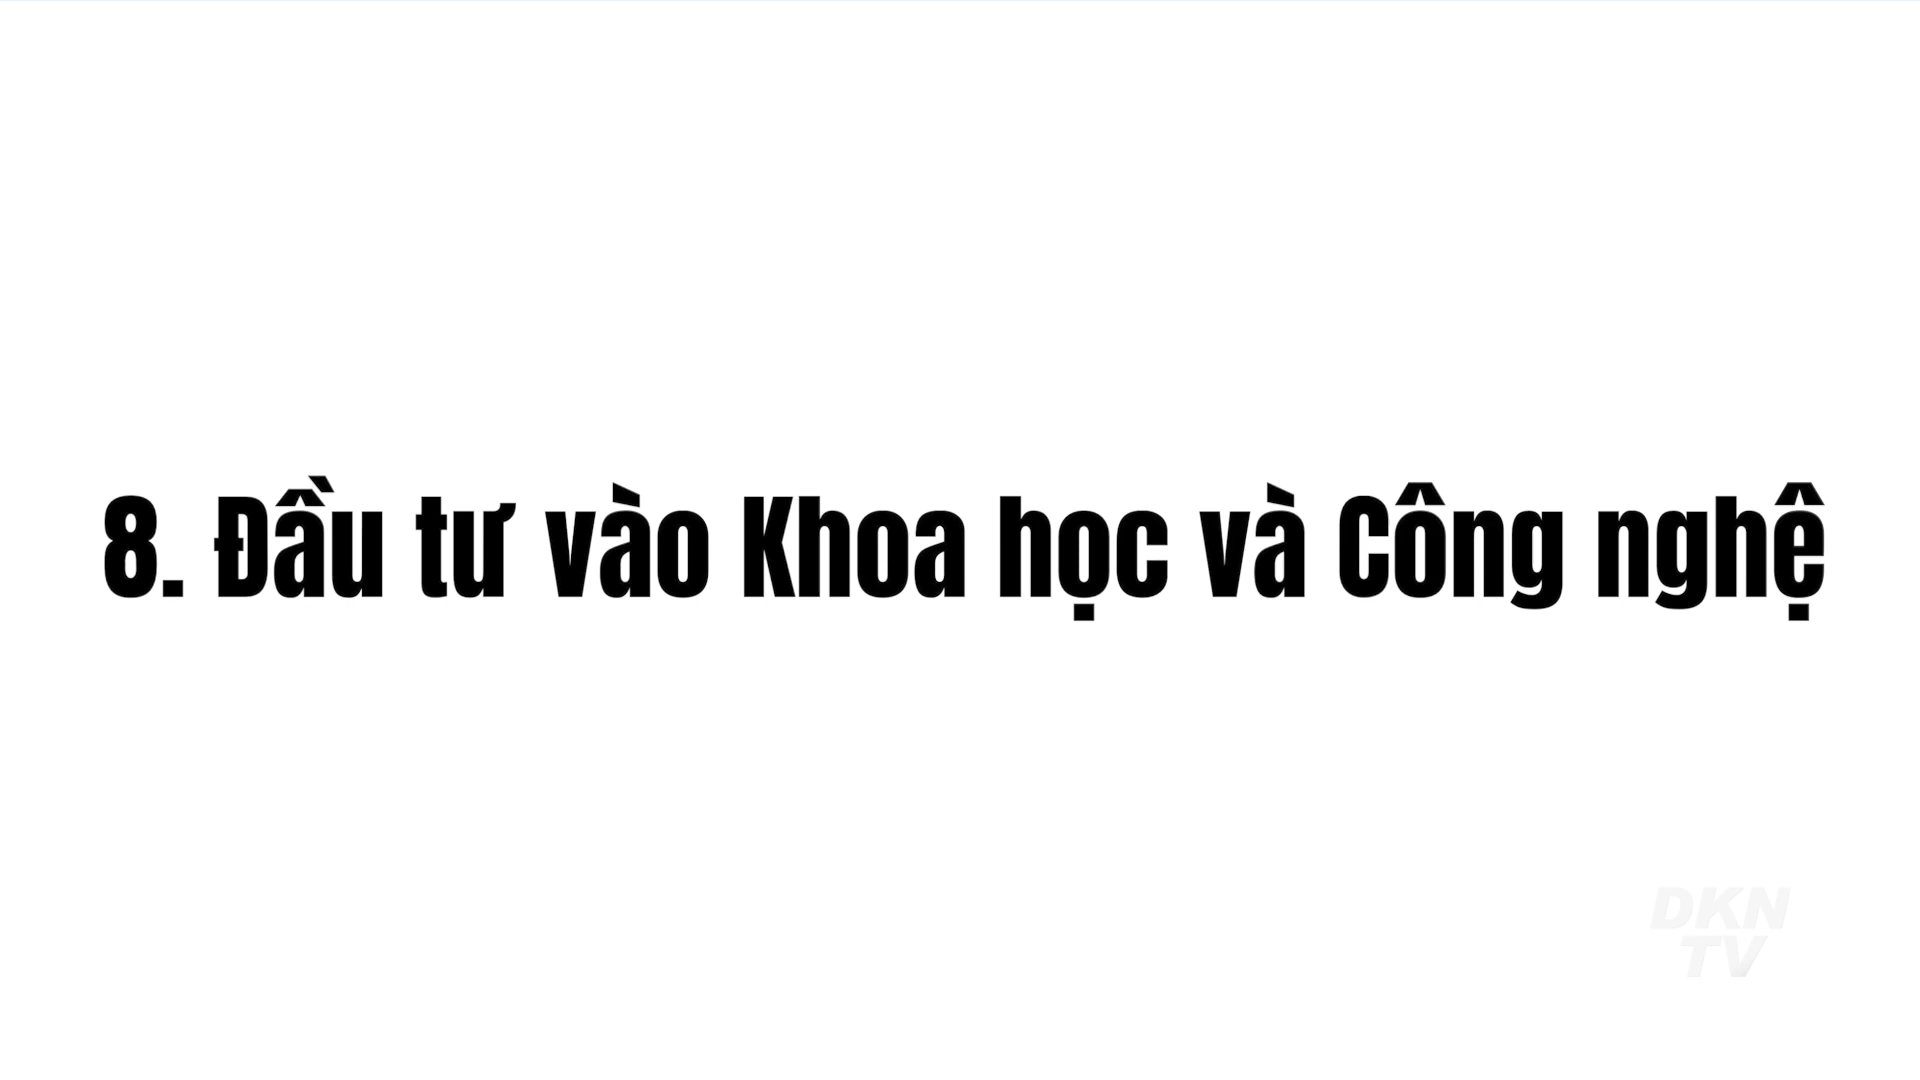 8. Đầu tư vào Khoa học và Công nghệ
DKN
TV